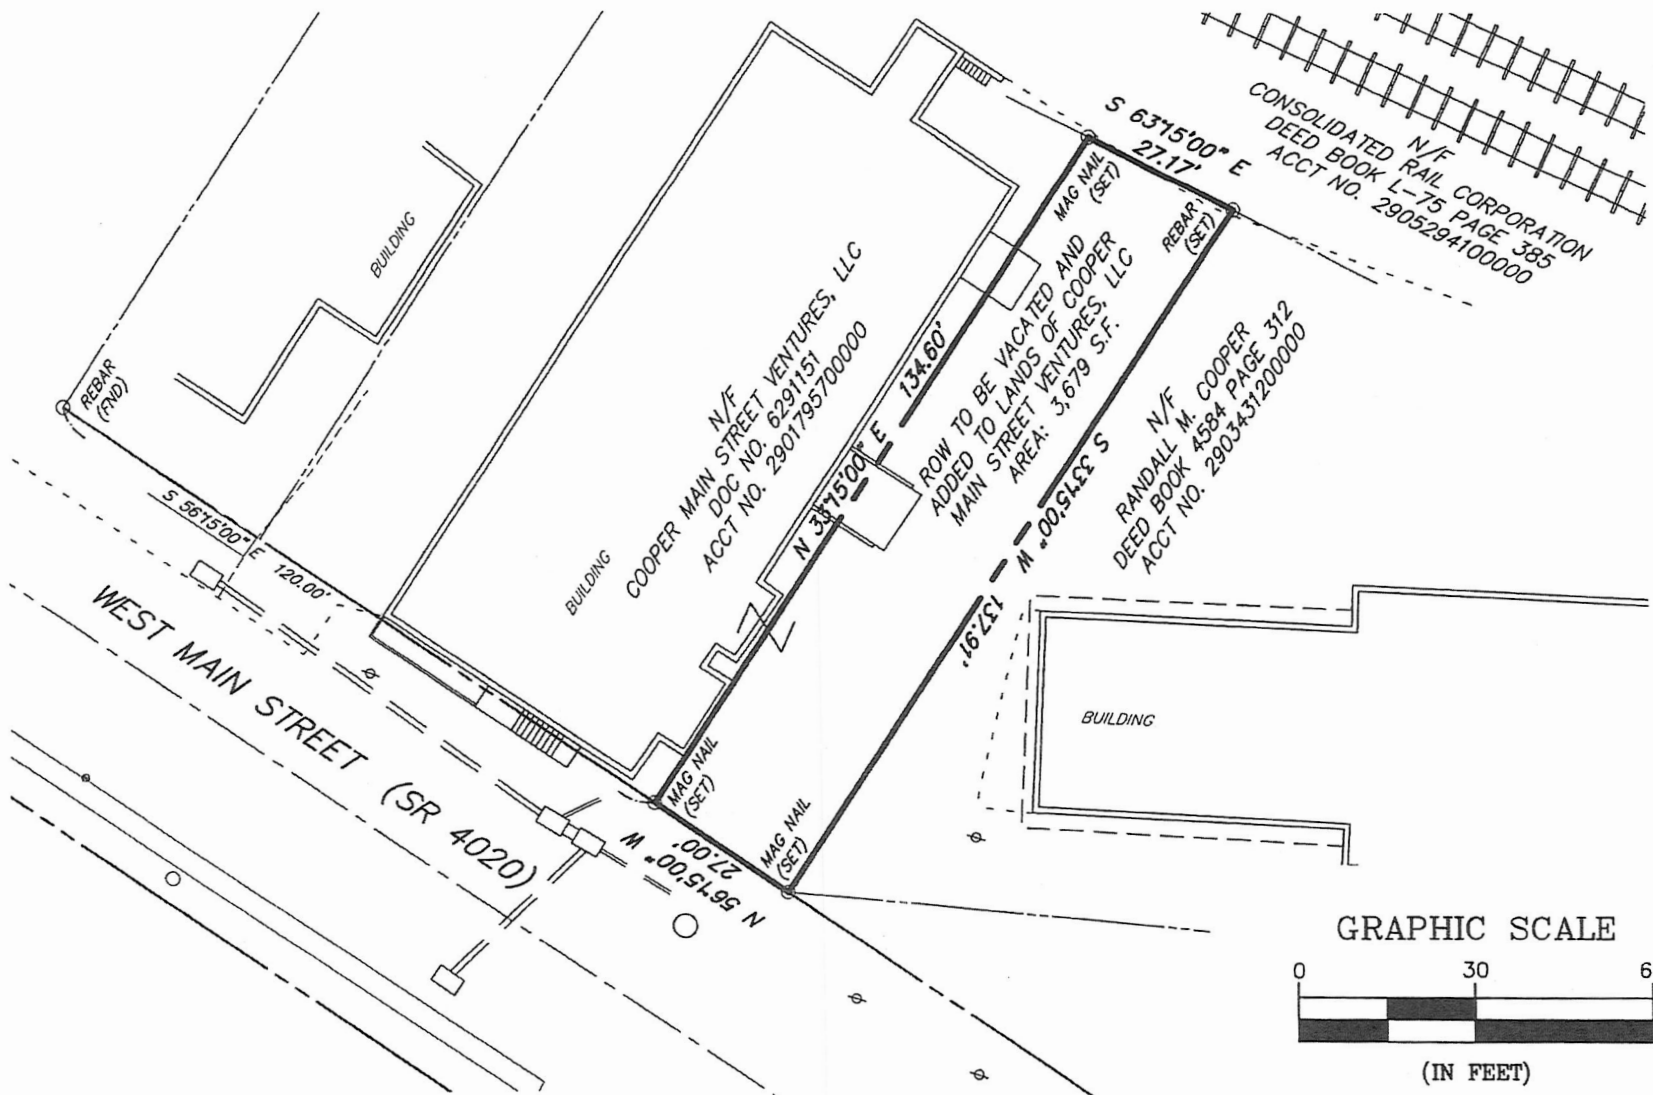 S 63°15'00" E
27.17'
N/F
CONSOLIDATED RAIL CORPORATION
DEED BOOK L-75 PAGE 385
ACCT NO. 2905294100000
MAG NAIL
(SET)
REBAR
(SET)
BUILDING
REBAR
(FND)
N/F
COOPER MAIN STREET VENTURES, LLC
DOC NO. 6291151
ACCT NO. 2901795700000
134.60'
N 33°15'00" E
ROW TO BE VACATED AND
ADDED TO LANDS OF COOPER
MAIN STREET VENTURES, LLC
AREA: 3,679 S.F.
S 33°15'00" W
137.91'
N/F
RANDALL M. COOPER
DEED BOOK 4584 PAGE 312
ACCT NO. 2903431200000
S 56°15'00" E
120.00'
BUILDING
WEST MAIN STREET (SR 4020)
BUILDING
MAG NAIL
(SET)
MAG NAIL
(SET)
N 56°15'00" W
27.00'
GRAPHIC SCALE
0 30 6
(IN FEET)